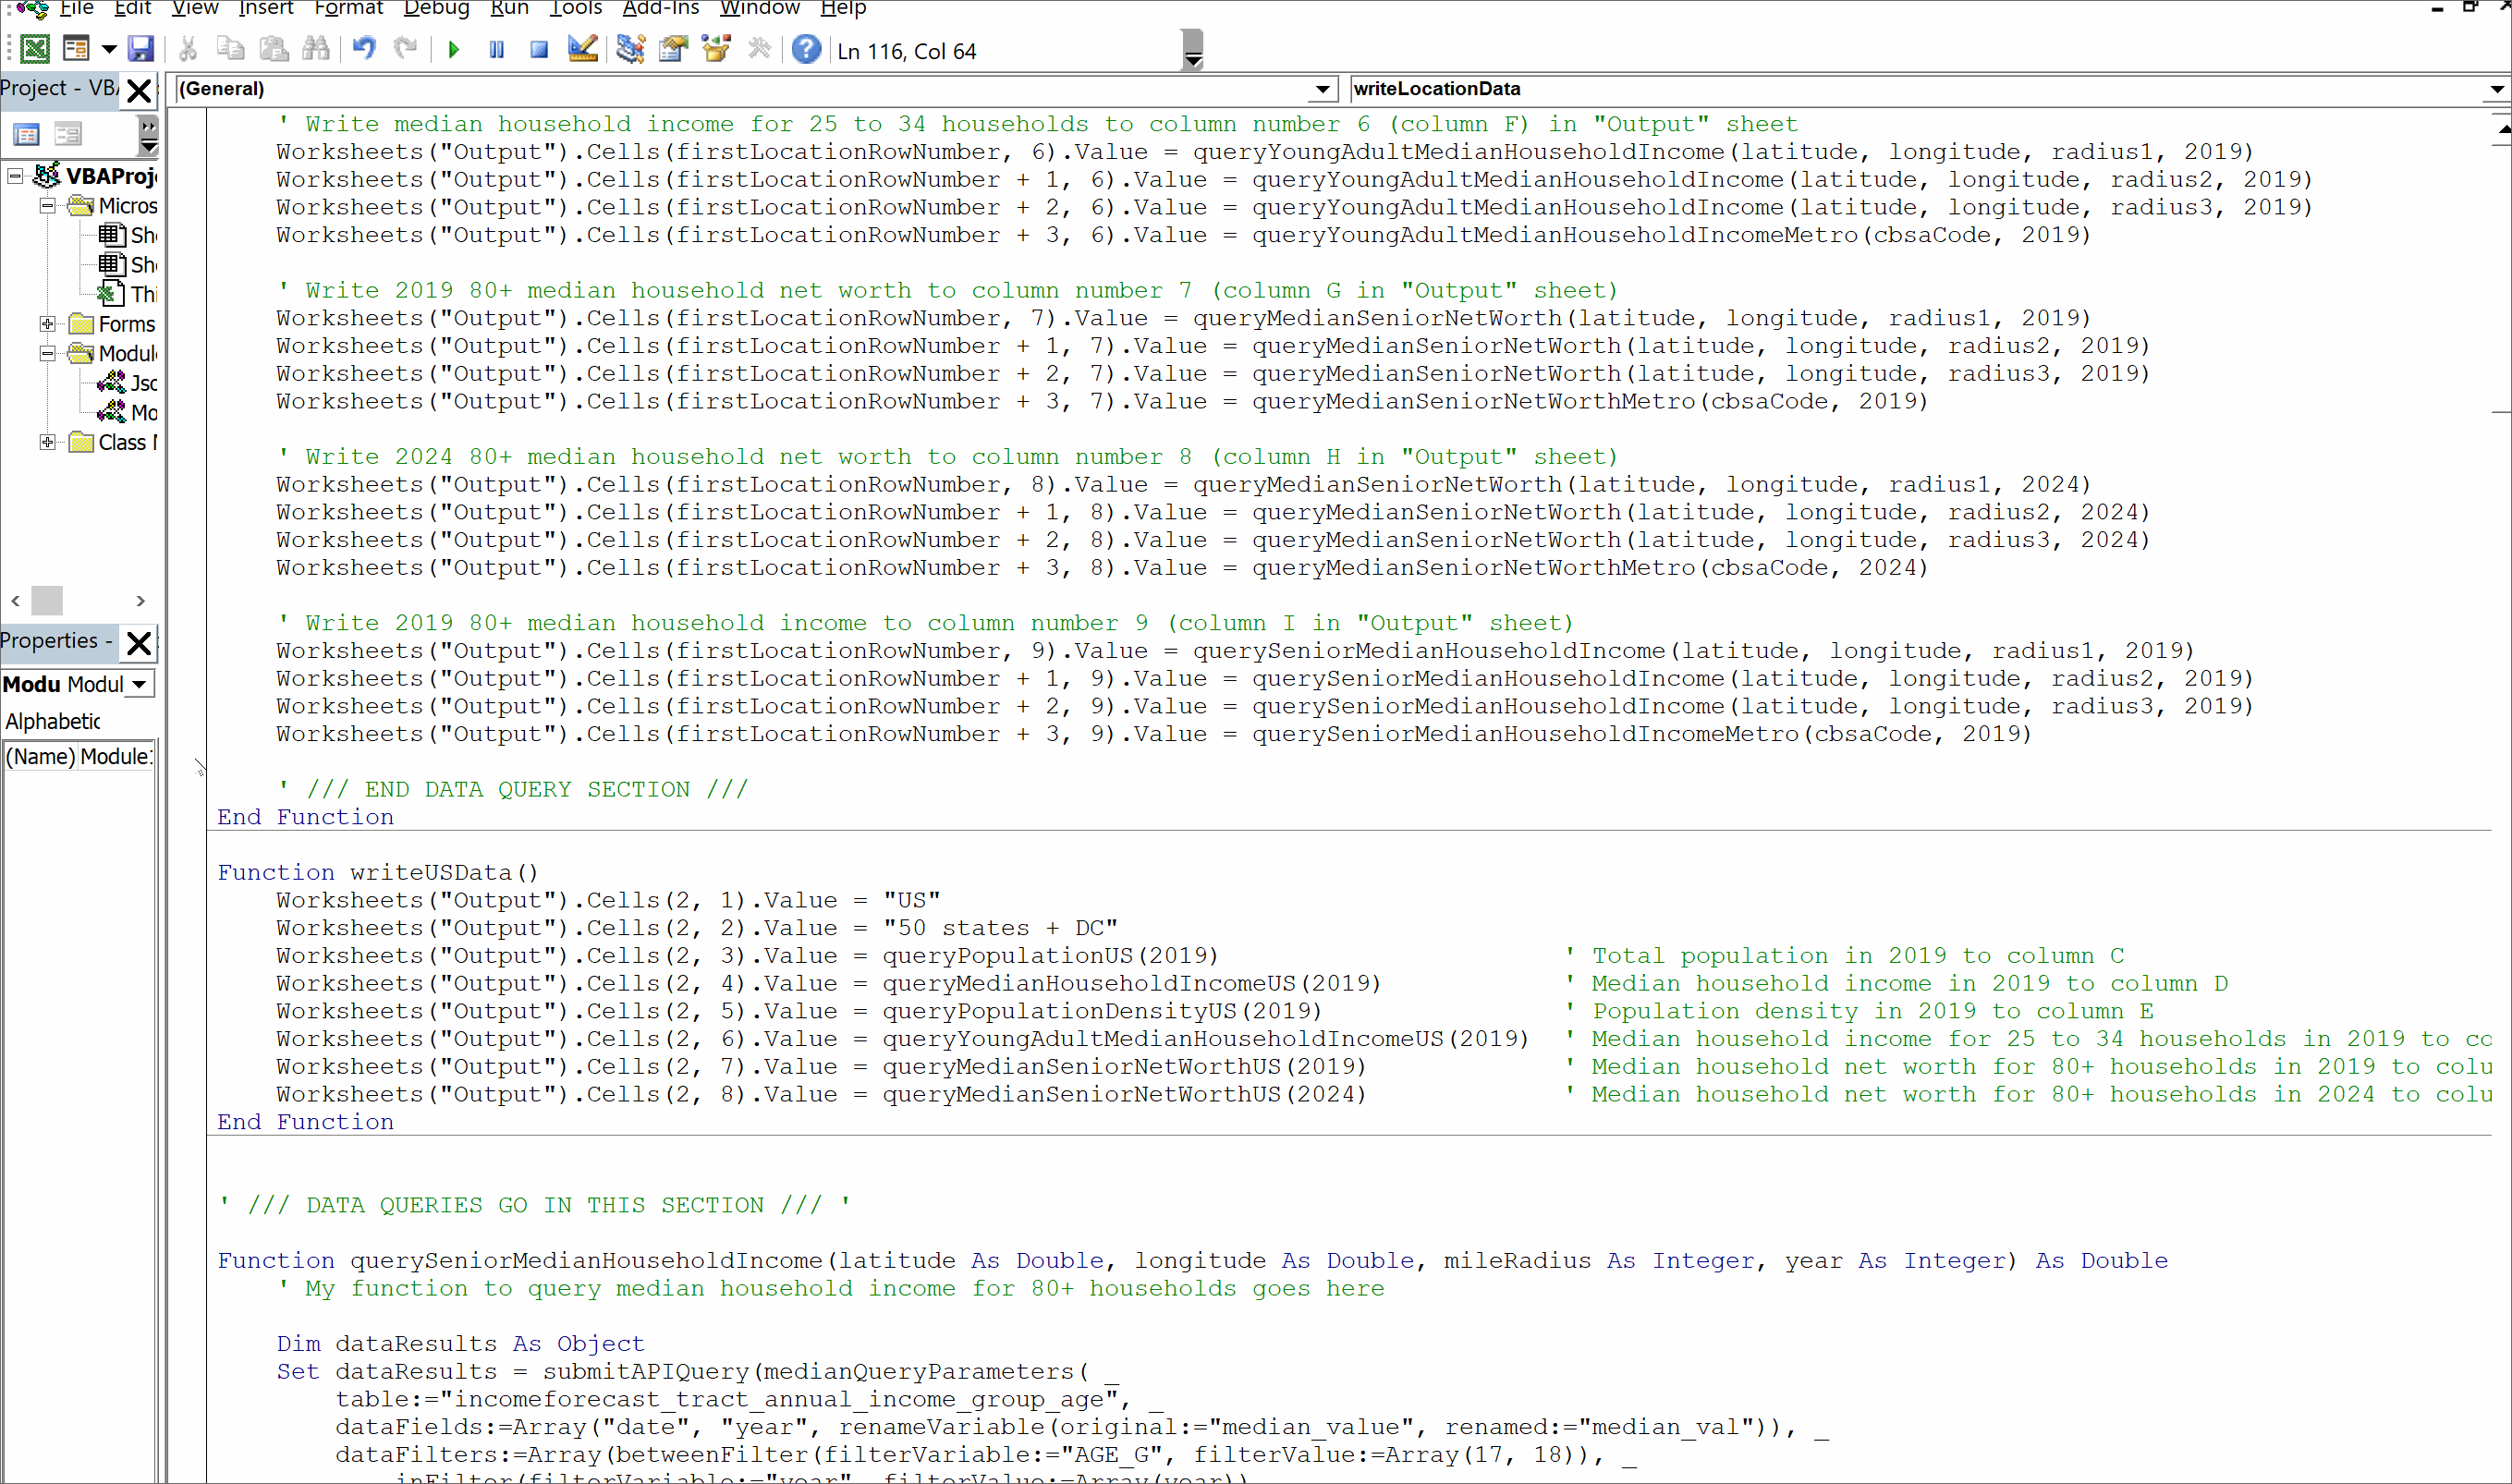 File Edit View Insert Format Debug Run Tools Add-Ins Window Help
Ln 116, Col 64
Project - VBA
(General)
writeLocationData
VBAProj
Micros
She
She
Thi
Forms
Modul
Jso
Mo
Class
Properties -
Modu Modul
Alphabetic
(Name) Module
' Write median household income for 25 to 34 households to column number 6 (column F) in "Output" sheet
Worksheets("Output").Cells(firstLocationRowNumber, 6).Value = queryYoungAdultMedianHouseholdIncome(latitude, longitude, radius1, 2019)
Worksheets("Output").Cells(firstLocationRowNumber + 1, 6).Value = queryYoungAdultMedianHouseholdIncome(latitude, longitude, radius2, 2019)
Worksheets("Output").Cells(firstLocationRowNumber + 2, 6).Value = queryYoungAdultMedianHouseholdIncome(latitude, longitude, radius3, 2019)
Worksheets("Output").Cells(firstLocationRowNumber + 3, 6).Value = queryYoungAdultMedianHouseholdIncomeMetro(cbsaCode, 2019)
' Write 2019 80+ median household net worth to column number 7 (column G in "Output" sheet)
Worksheets("Output").Cells(firstLocationRowNumber, 7).Value = queryMedianSeniorNetWorth(latitude, longitude, radius1, 2019)
Worksheets("Output").Cells(firstLocationRowNumber + 1, 7).Value = queryMedianSeniorNetWorth(latitude, longitude, radius2, 2019)
Worksheets("Output").Cells(firstLocationRowNumber + 2, 7).Value = queryMedianSeniorNetWorth(latitude, longitude, radius3, 2019)
Worksheets("Output").Cells(firstLocationRowNumber + 3, 7).Value = queryMedianSeniorNetWorthMetro(cbsaCode, 2019)
' Write 2024 80+ median household net worth to column number 8 (column H in "Output" sheet)
Worksheets("Output").Cells(firstLocationRowNumber, 8).Value = queryMedianSeniorNetWorth(latitude, longitude, radius1, 2024)
Worksheets("Output").Cells(firstLocationRowNumber + 1, 8).Value = queryMedianSeniorNetWorth(latitude, longitude, radius2, 2024)
Worksheets("Output").Cells(firstLocationRowNumber + 2, 8).Value = queryMedianSeniorNetWorth(latitude, longitude, radius3, 2024)
Worksheets("Output").Cells(firstLocationRowNumber + 3, 8).Value = queryMedianSeniorNetWorthMetro(cbsaCode, 2024)
' Write 2019 80+ median household income to column number 9 (column I in "Output" sheet)
Worksheets("Output").Cells(firstLocationRowNumber, 9).Value = querySeniorMedianHouseholdIncome(latitude, longitude, radius1, 2019)
Worksheets("Output").Cells(firstLocationRowNumber + 1, 9).Value = querySeniorMedianHouseholdIncome(latitude, longitude, radius2, 2019)
Worksheets("Output").Cells(firstLocationRowNumber + 2, 9).Value = querySeniorMedianHouseholdIncome(latitude, longitude, radius3, 2019)
Worksheets("Output").Cells(firstLocationRowNumber + 3, 9).Value = querySeniorMedianHouseholdIncomeMetro(cbsaCode, 2019)
' /// END DATA QUERY SECTION ///
End Function
Function writeUSData()
Worksheets("Output").Cells(2, 1).Value = "US"
Worksheets("Output").Cells(2, 2).Value = "50 states + DC"
Worksheets("Output").Cells(2, 3).Value = queryPopulationUS(2019) ' Total population in 2019 to column C
Worksheets("Output").Cells(2, 4).Value = queryMedianHouseholdIncomeUS(2019) ' Median household income in 2019 to column D
Worksheets("Output").Cells(2, 5).Value = queryPopulationDensityUS(2019) ' Population density in 2019 to column E
Worksheets("Output").Cells(2, 6).Value = queryYoungAdultMedianHouseholdIncomeUS(2019) ' Median household income for 25 to 34 households in 2019 to co
Worksheets("Output").Cells(2, 7).Value = queryMedianSeniorNetWorthUS(2019) ' Median household net worth for 80+ households in 2019 to colu
Worksheets("Output").Cells(2, 8).Value = queryMedianSeniorNetWorthUS(2024) ' Median household net worth for 80+ households in 2024 to colu
End Function
' /// DATA QUERIES GO IN THIS SECTION /// '
Function querySeniorMedianHouseholdIncome(latitude As Double, longitude As Double, mileRadius As Integer, year As Integer) As Double
' My function to query median household income for 80+ households goes here
Dim dataResults As Object
Set dataResults = submitAPIQuery(medianQueryParameters( _
table:="incomeforecast_tract_annual_income_group_age", _
dataFields:=Array("date", "year", renameVariable(original:="median_value", renamed:="median_val")), _
dataFilters:=Array(betweenFilter(filterVariable:="AGE_G", filterValue:=Array(17, 18)), _
inFilter(filterVariable:="year", filterValue:=Array(year))